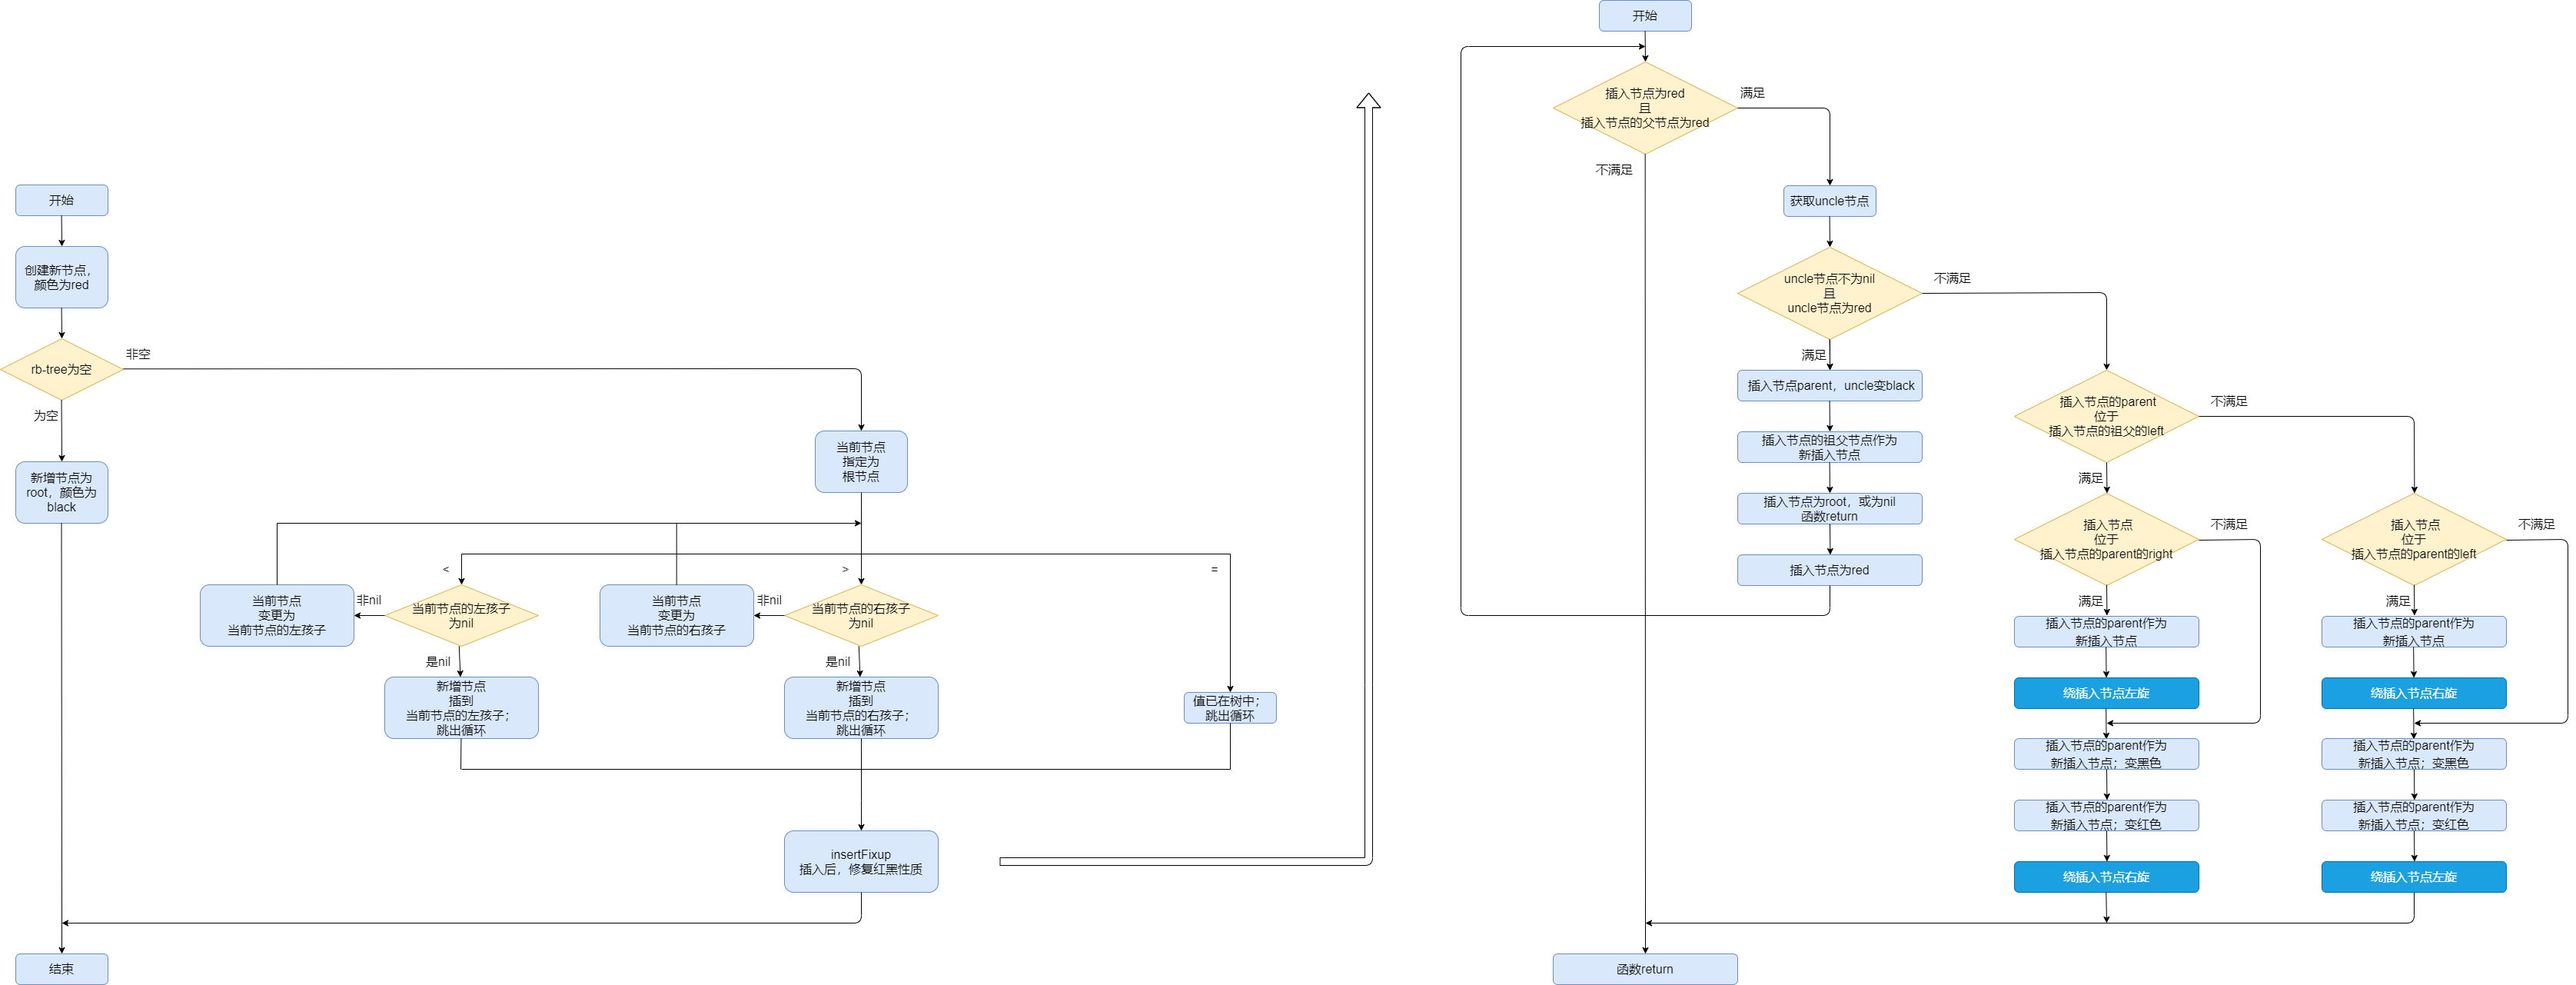 开始
创建新节点，
颜色为red
rb-tree为空
非空
为空
新增节点为
root，颜色为
black
结束
当前节点
指定为
根节点
<
>
=
当前节点
变更为
当前节点的左孩子
非nil
当前节点的左孩子
为nil
是nil
新增节点
插到
当前节点的左孩子；
跳出循环
当前节点
变更为
当前节点的右孩子
非nil
当前节点的右孩子
为nil
是nil
新增节点
插到
当前节点的右孩子；
跳出循环
值已在树中；
跳出循环
insertFixup
插入后，修复红黑性质
开始
插入节点为red
且
插入节点的父节点为red
满足
不满足
获取uncle节点
uncle节点不为nil
且
uncle节点为red
不满足
满足
插入节点parent，uncle变black
插入节点的祖父节点作为
新插入节点
插入节点为root，或为nil
函数return
插入节点为red
插入节点的parent
位于
插入节点的祖父的left
不满足
满足
插入节点
位于
插入节点的parent的right
不满足
满足
插入节点的parent作为
新插入节点
绕插入节点左旋
插入节点的parent作为
新插入节点；变黑色
插入节点的parent作为
新插入节点；变红色
绕插入节点右旋
插入节点
位于
插入节点的parent的left
不满足
满足
插入节点的parent作为
新插入节点
绕插入节点右旋
插入节点的parent作为
新插入节点；变黑色
插入节点的parent作为
新插入节点；变红色
绕插入节点左旋
函数return